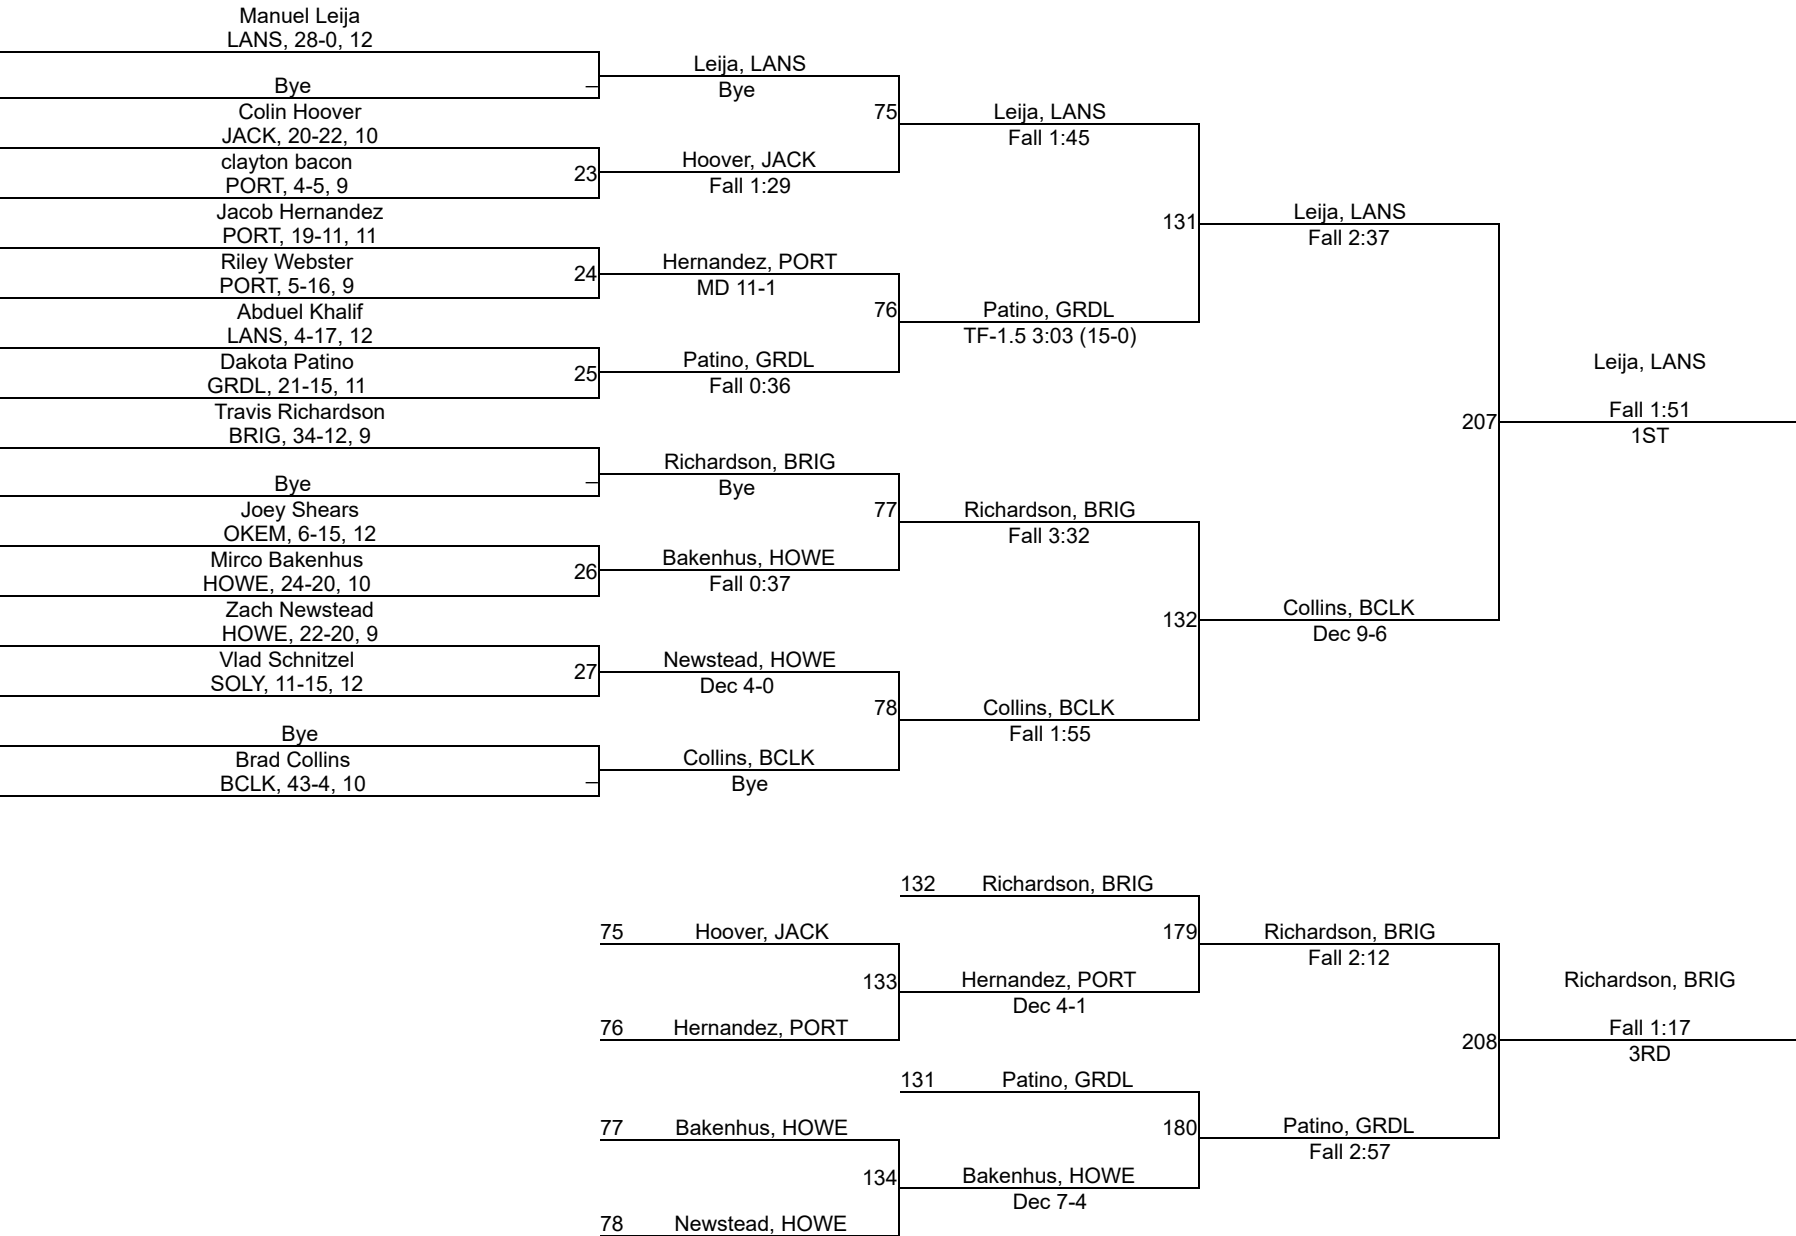 Manuel Leija
LANS, 28-0, 12
Bye
–
Colin Hoover
JACK, 20-22, 10
clayton bacon
PORT, 4-5, 9
23
Jacob Hernandez
PORT, 19-11, 11
Riley Webster
PORT, 5-16, 9
24
Abduel Khalif
LANS, 4-17, 12
Dakota Patino
GRDL, 21-15, 11
25
Travis Richardson
BRIG, 34-12, 9
Bye
–
Joey Shears
OKEM, 6-15, 12
Mirco Bakenhus
HOWE, 24-20, 10
26
Zach Newstead
HOWE, 22-20, 9
Vlad Schnitzel
SOLY, 11-15, 12
27
Bye
Brad Collins
BCLK, 43-4, 10
–
Leija, LANS
Bye
75
Hoover, JACK
Fall 1:29
Hernandez, PORT
MD 11-1
76
Patino, GRDL
Fall 0:36
Richardson, BRIG
Bye
77
Bakenhus, HOWE
Fall 0:37
Newstead, HOWE
Dec 4-0
78
Collins, BCLK
Bye
Leija, LANS
Fall 1:45
131
Patino, GRDL
TF-1.5 3:03 (15-0)
Richardson, BRIG
Fall 3:32
132
Collins, BCLK
Fall 1:55
Leija, LANS
Fall 2:37
207
Collins, BCLK
Dec 9-6
Leija, LANS
Fall 1:51
1ST
75 Hoover, JACK
133
76 Hernandez, PORT
77 Bakenhus, HOWE
134
78 Newstead, HOWE
132 Richardson, BRIG
179
Hernandez, PORT
Dec 4-1
131 Patino, GRDL
180
Bakenhus, HOWE
Dec 7-4
Richardson, BRIG
Fall 2:12
208
Patino, GRDL
Fall 2:57
Richardson, BRIG
Fall 1:17
3RD